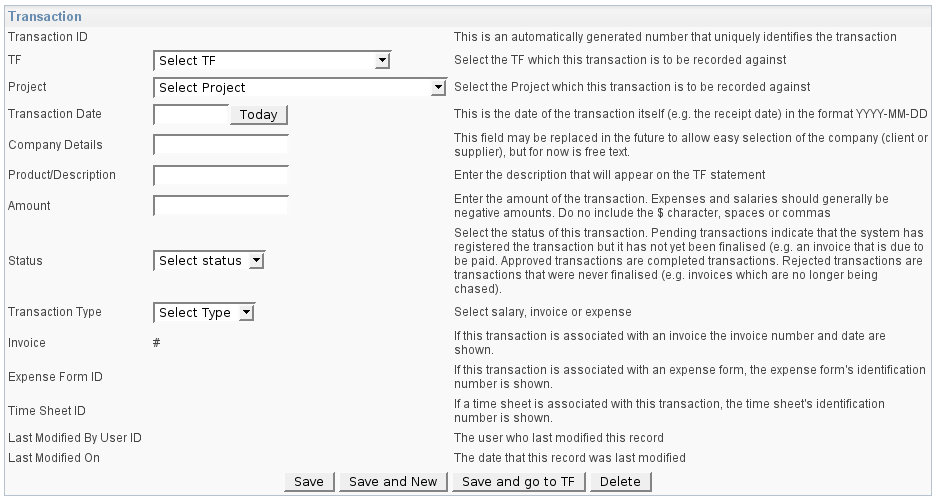 Transaction
Transaction ID This is an automatically generated number that uniquely identifies the transaction
TF Select TF Select the TF which this transaction is to be recorded against
Project Select Project Select the Project which this transaction is to be recorded against
Transaction Date Today This is the date of the transaction itself (e.g. the receipt date) in the format YYYY-MM-DD
Company Details This field may be replaced in the future to allow easy selection of the company (client or
supplier), but for now is free text.
Product/Description Enter the description that will appear on the TF statement
Amount Enter the amount of the transaction. Expenses and salaries should generally be
negative amounts. Do no include the $ character, spaces or commas
Status Select status Select the status of this transaction. Pending transactions indicate that the system has
registered the transaction but it has not yet been finalised (e.g. an invoice that is due to
be paid. Approved transactions are completed transactions. Rejected transactions are
transactions that were never finalised (e.g. invoices which are no longer being
chased).
Transaction Type Select Type Select salary, invoice or expense
Invoice # If this transaction is associated with an invoice the invoice number and date are
shown.
Expense Form ID If this transaction is associated with an expense form, the expense form's identification
number is shown.
Time Sheet ID If a time sheet is associated with this transaction, the time sheet's identification
number is shown.
Last Modified By User ID The user who last modified this record
Last Modified On The date that this record was last modified
Save Save and New Save and go to TF Delete